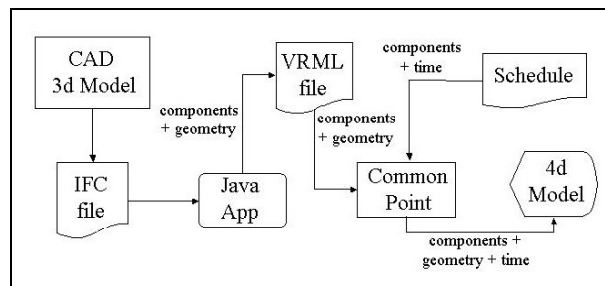 CAD
3d Model
IFC
file
Java
App
components
+ geometry
VRML
file
components
+ geometry
components
+ time
Schedule
Common
Point
components +
geometry + time
4d
Model